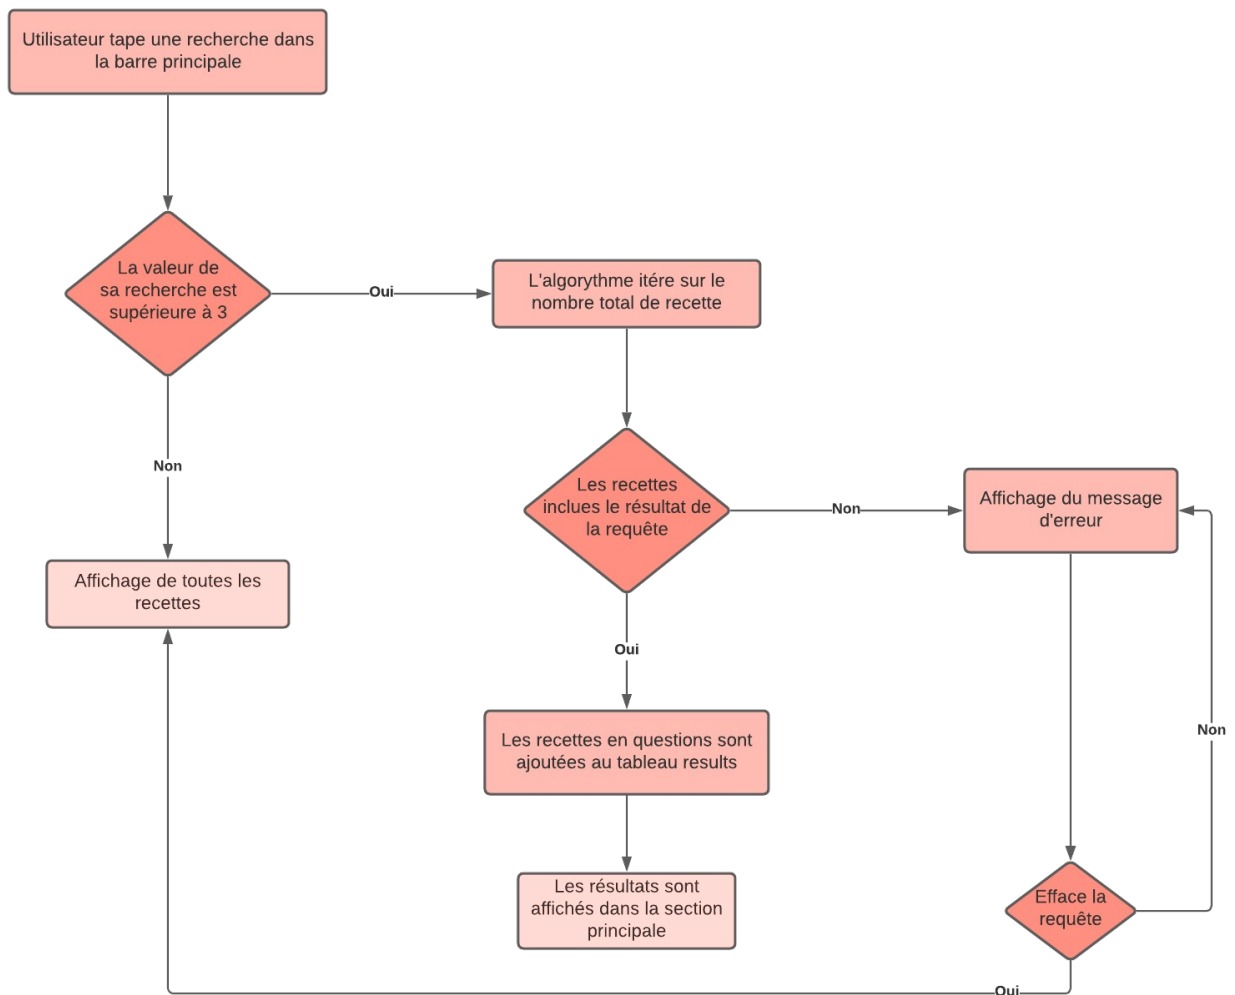 Utilisateur tape une recherche dans
la barre principale
La valeur de
sa recherche est
supérieure à 3
Oui
L'algorythme itére sur le
nombre total de recette
Non
Les recettes
inclues le résultat de
la requête
Non
Affichage du message
d'erreur
Affichage de toutes les
recettes
Oui
Les recettes en questions sont
ajoutées au tableau results
Non
Les résultats sont
affichés dans la section
principale
Efface la
requête
Oui